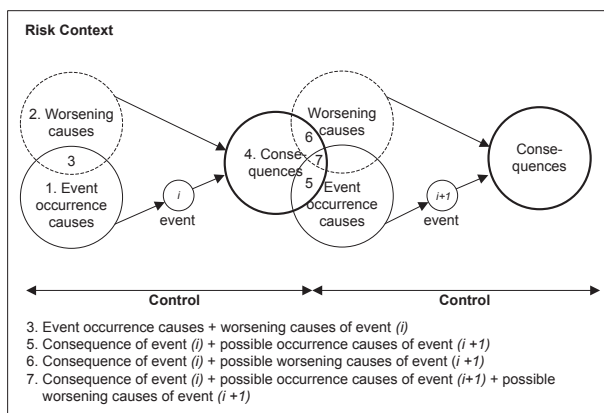 Risk Context
2. Worsening
causes
3
1. Event
occurrence
causes
i
event
4. Conse-
quences
6
7
5
Worsening
causes
Event
occurrence
causes
i+1
event
Conse-
quences
Control
Control
3. Event occurrence causes + worsening causes of event (i)
5. Consequence of event (i) + possible occurrence causes of event (i +1)
6. Consequence of event (i) + possible worsening causes of event (i +1)
7. Consequence of event (i) + possible occurrence causes of event (i+1) + possible
worsening causes of event (i +1)